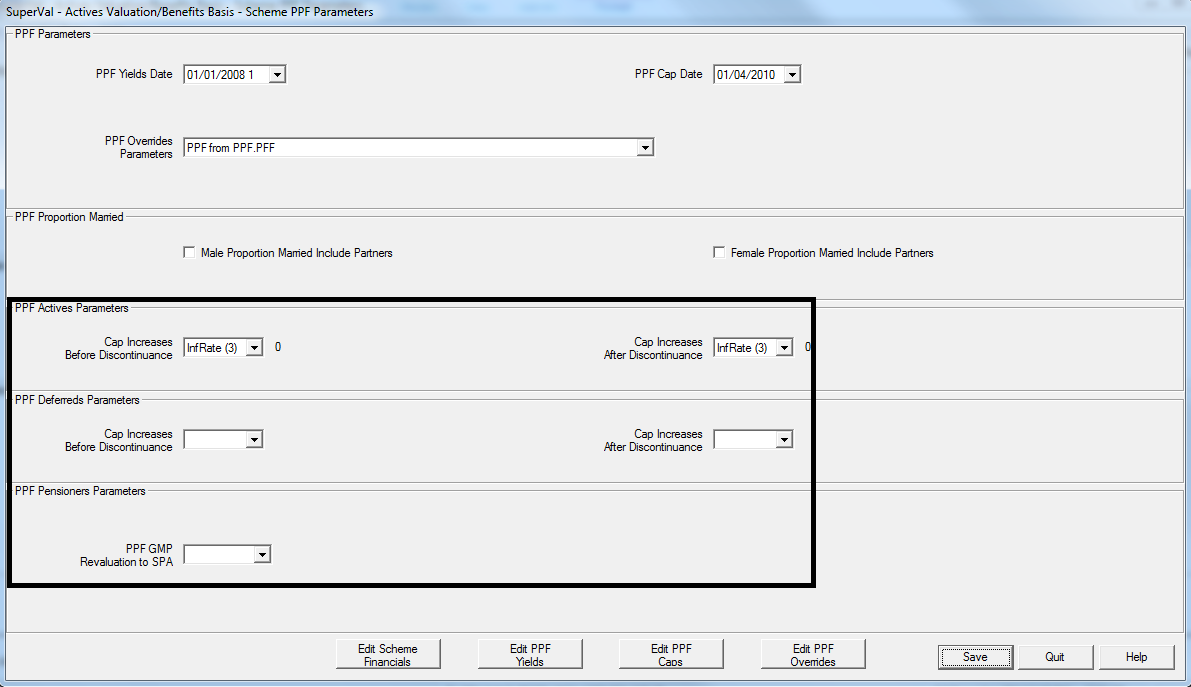 SuperVal - Actives Valuation/Benefits Basis - Scheme PPF Parameters
PPF Parameters
PPF Yields Date 01/01/2008 1 PPF Cap Date 01/04/2010
PPF Overrides
Parameters PPF from PPF.PFF
PPF Proportion Married
Male Proportion Married Include Partners Female Proportion Married Include Partners
PPF Actives Parameters
Cap Increases
Before Discontinuance InfRate (3) 0
Cap Increases
After Discontinuance InfRate (3) 0
PPF Deferreds Parameters
Cap Increases
Before Discontinuance
Cap Increases
After Discontinuance
PPF Pensioners Parameters
PPF GMP
Revaluation to SPA
Edit Scheme
Financials
Edit PPF
Yields
Edit PPF
Caps
Edit PPF
Overrides
Save
Quit
Help